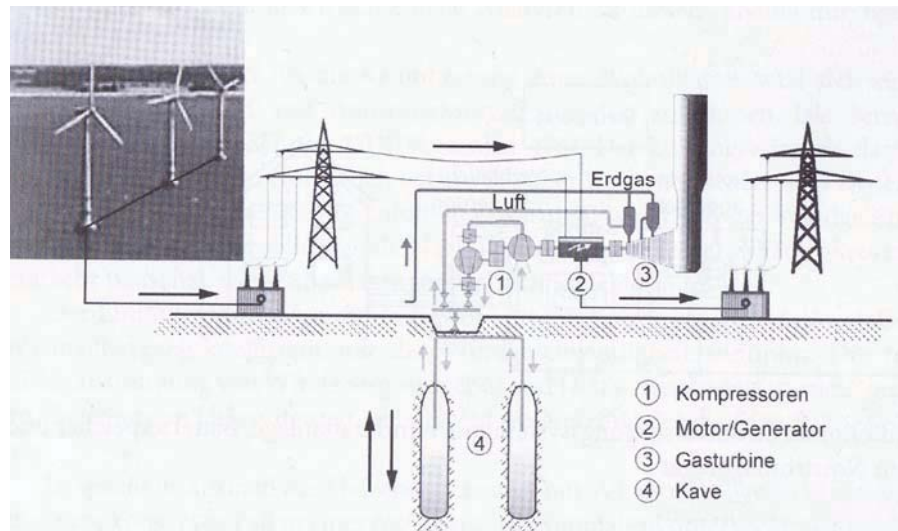 Erdgas
Luft
1
2
3
4
1 Kompressoren
2 Motor/Generator
3 Gasturbine
4 Kave